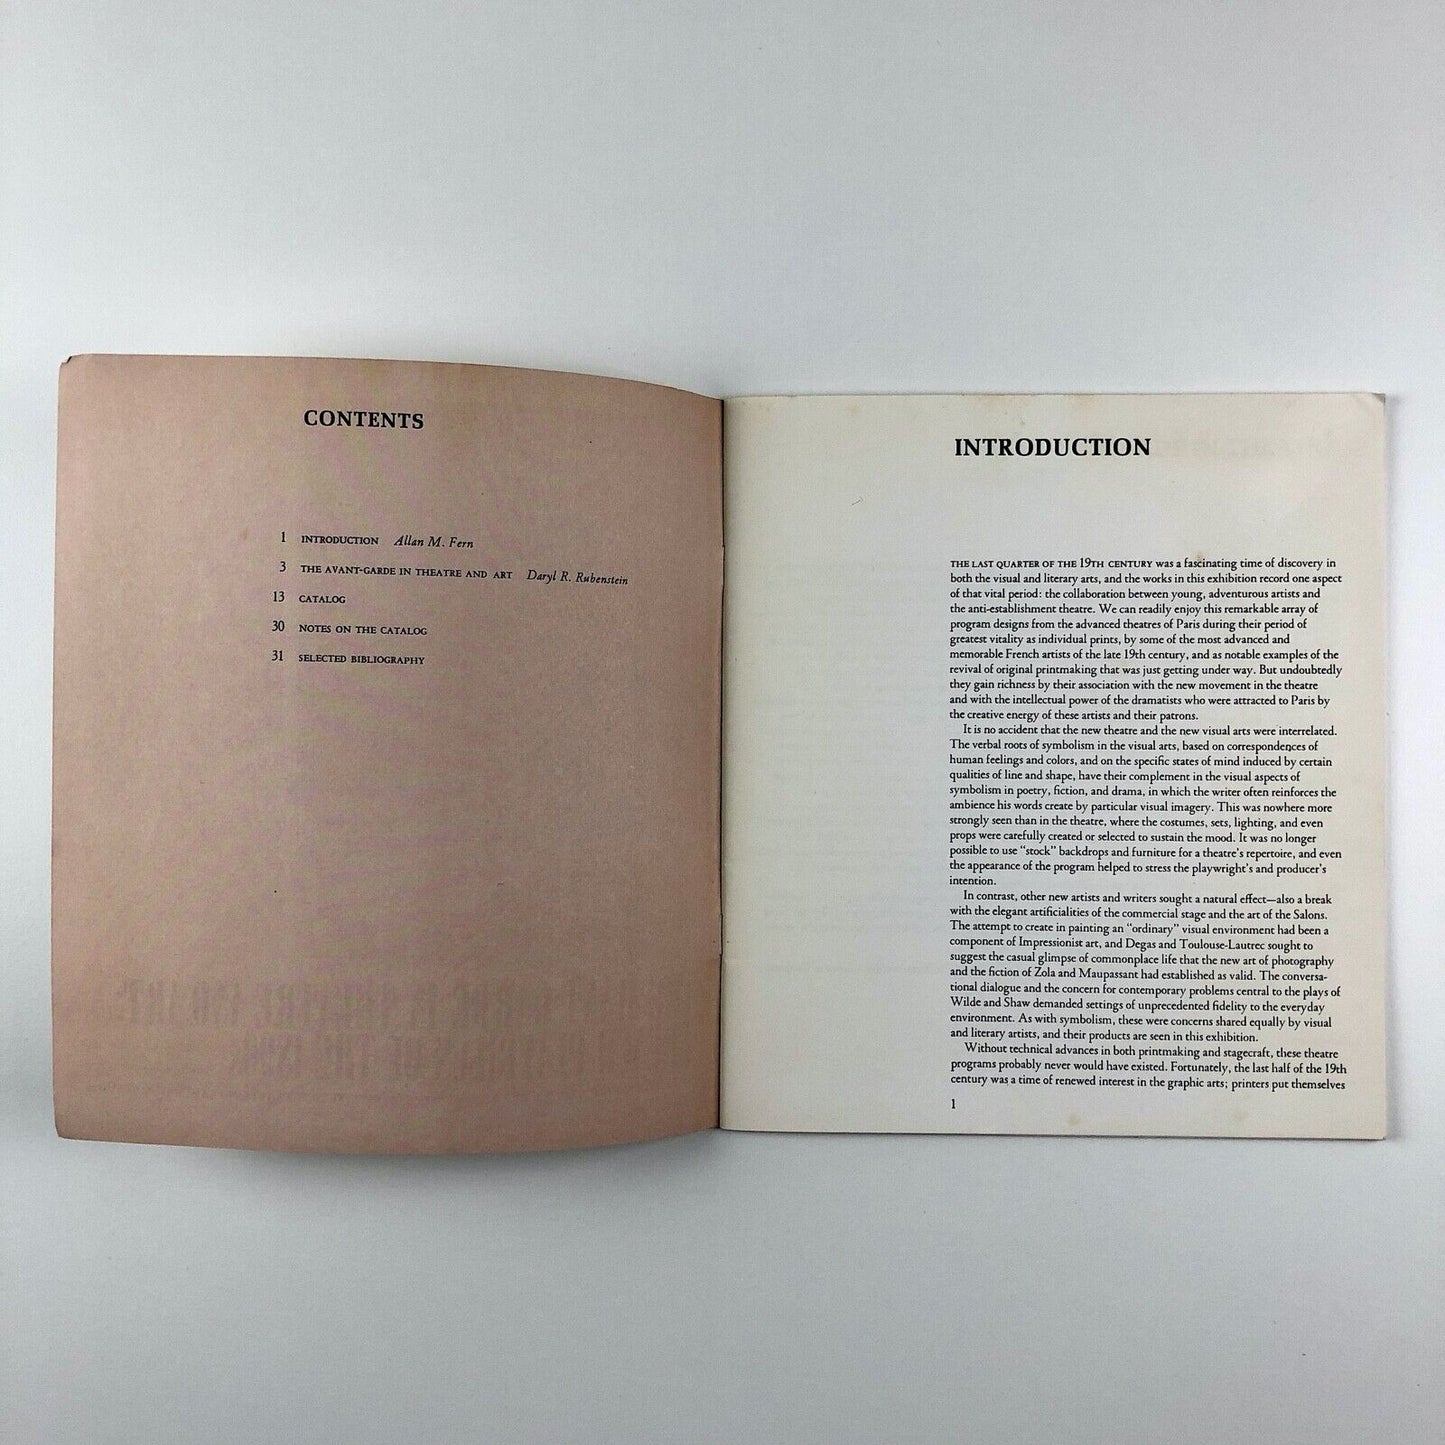 CONTENTS
1 INTRODUCTION Allan M. Fern
3 THE AVANT-GARDE IN THEATRE AND ART Daryl R. Rubenstein
13 CATALOG
30 NOTES ON THE CATALOG
31 SELECTED BIBLIOGRAPHY
INTRODUCTION
THE LAST QUARTER OF THE 19TH CENTURY was a fascinating time of discovery in
both the visual and literary arts, and the works in this exhibition record one aspect
of that vital period: the collaboration between young, adventurous artists and
the anti-establishment theatre. We can readily enjoy this remarkable array of
program designs from the advanced theatres of Paris during their period of
greatest vitality as individual prints, by some of the most advanced and
memorable French artists of the late 19th century, and as notable examples of the
revival of original printmaking that was just getting under way. But undoubtedly
they gain richness by their association with the new movement in the theatre
and with the intellectual power of the dramatists who were attracted to Paris by
the creative energy of these artists and their patrons.
It is no accident that the new theatre and the new visual arts were interrelated.
The verbal roots of symbolism in the visual arts, based on correspondences of
human feelings and colors, and on the specific states of mind induced by certain
qualities of line and shape, have their complement in the visual aspects of
symbolism in poetry, fiction, and drama, in which the writer often reinforces the
ambience his words create by particular visual imagery. This was nowhere more
strongly seen than in the theatre, where the costumes, sets, lighting, and even
props were carefully created or selected to sustain the mood. It was no longer
possible to use “stock” backdrops and furniture for a theatre's repertoire, and even
the appearance of the program helped to stress the playwright's and producer's
intention.
In contrast, other new artists and writers sought a natural effect—also a break
with the elegant artificialities of the commercial stage and the art of the Salons.
The attempt to create in painting an “ordinary” visual environment had been a
component of Impressionist art, and Degas and Toulouse-Lautrec sought to
suggest the casual glimpse of commonplace life that the new art of photography
and the fiction of Zola and Maupassant had established as valid. The conversa-
tional dialogue and the concern for contemporary problems central to the plays of
Wilde and Shaw demanded settings of unprecedented fidelity to the everyday
environment. As with symbolism, these were concerns shared equally by visual
and literary artists, and their products are seen in this exhibition.
Without technical advances in both printmaking and stagecraft, these theatre
programs probably never would have existed. Fortunately, the last half of the 19th
century was a time of renewed interest in the graphic arts; printers put themselves
1